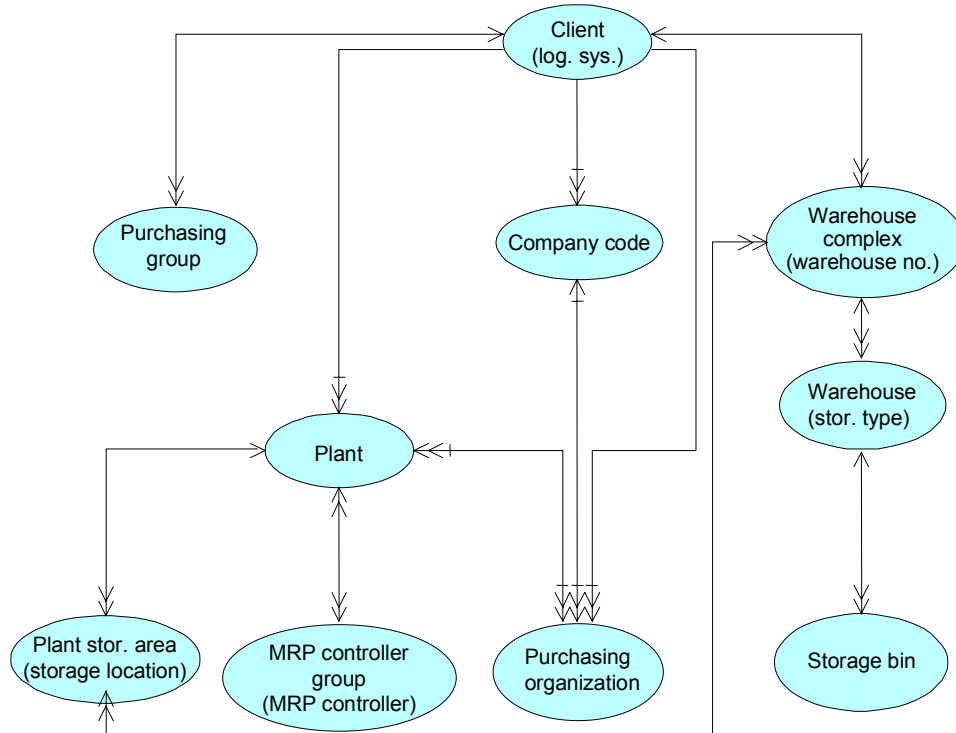 Client
(log. sys.)
Purchasing
group
Company code
Warehouse
complex
(warehouse no.)
Warehouse
(stor. type)
Plant
Plant stor. area
(storage location)
MRP controller
group
(MRP controller)
Purchasing
organization
Storage bin